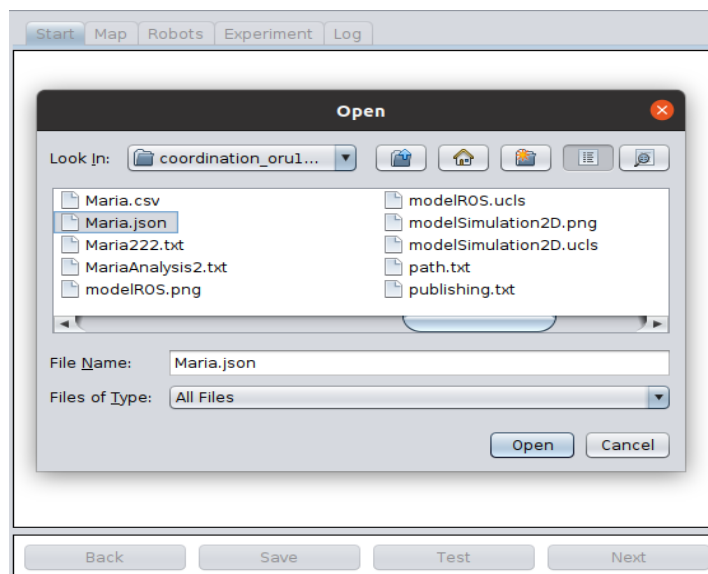 Start Map Robots Experiment Log
Open
Look In: coordination_oru1...
Maria.csv
Maria.json
Maria222.txt
MariaAnalysis2.txt
modelROS.png
modelROS.ucls
modelSimulation2D.png
modelSimulation2D.ucls
path.txt
publishing.txt
File Name: Maria.json
Files of Type: All Files
Open Cancel
Back Save Test Next